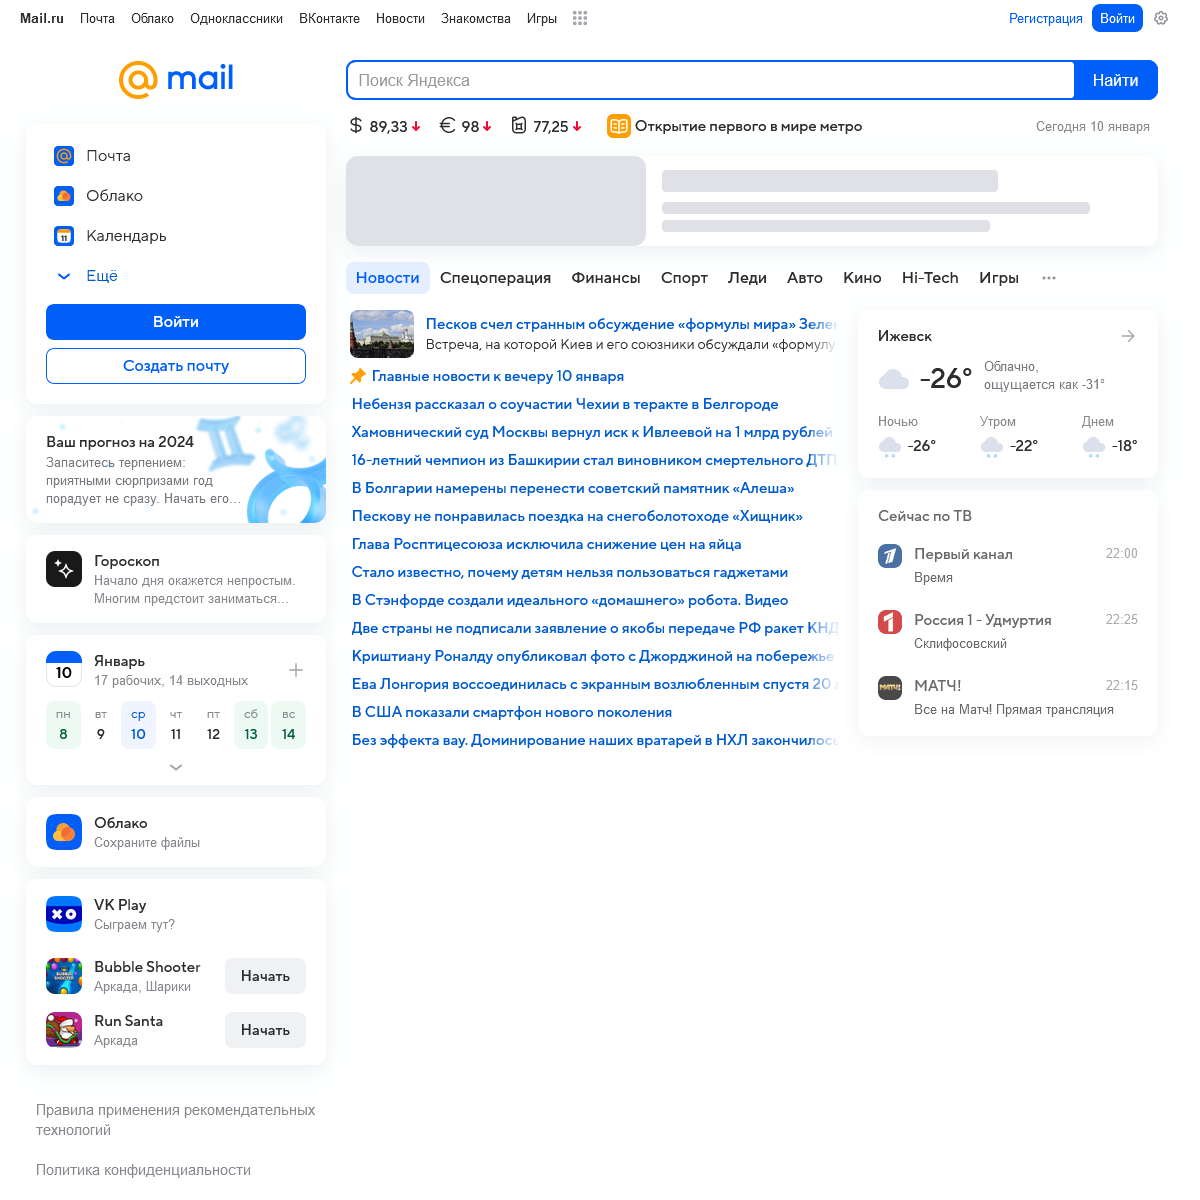 Mail.ru Почта Облако Одноклассники ВКонтакте Новости Знакомства Игры
Регистрация Войти
mail
Поиск Яндекса Найти
89,33 98 77,25 Открытие первого в мире метро Сегодня 10 января
Почта
Облако
11 Календарь
Ещё
Войти
Создать почту
Ваш прогноз на 2024
Запаситесь терпением:
приятными сюрпризами год
порадует не сразу. Начать его...
Гороскоп
Начало дня окажется непростым.
Многим предстоит заниматься...
10 Январь
17 рабочих, 14 выходных
пн вт ср чт пт сб вс
8 9 10 11 12 13 14
Облако
Сохраните файлы
VK Play
Сыграем тут?
Bubble Shooter
Аркада, Шарики
Начать
Run Santa
Аркада
Начать
Правила применения рекомендательных
технологий
Политика конфиденциальности
Новости Спецоперация Финансы Спорт Леди Авто Кино Hi-Tech Игры
Песков счел странным обсуждение «формулы мира» Зелен
Встреча, на которой Киев и его союзники обсуждали «формулу
Главные новости к вечеру 10 января
Небензя рассказал о соучастии Чехии в теракте в Белгороде
Хамовнический суд Москвы вернул иск к Ивлеевой на 1 млрд рублей
16-летний чемпион из Башкирии стал виновником смертельного ДТП
В Болгарии намерены перенести советский памятник «Алеша»
Пескову не понравилась поездка на снегоболотоходе «Хищник»
Глава Росптицесоюза исключила снижение цен на яйца
Стало известно, почему детям нельзя пользоваться гаджетами
В Стэнфорде создали идеального «домашнего» робота. Видео
Две страны не подписали заявление о якобы передаче РФ ракет КНД
Криштиану Роналду опубликовал фото с Джорджиной на побережье
Ева Лонгория воссоединилась с экранным возлюбленным спустя 20 л
В США показали смартфон нового поколения
Без эффекта вау. Доминирование наших вратарей в НХЛ закончилось
Ижевск
-26° Облачно,
ощущается как -31°
Ночью Утром Днем
-26° -22° -18°
Сейчас по ТВ
Первый канал 22:00
Время
Россия 1 - Удмуртия 22:25
Склифосовский
МАТЧ! МАТЧ! 22:15
Все на Матч! Прямая трансляция